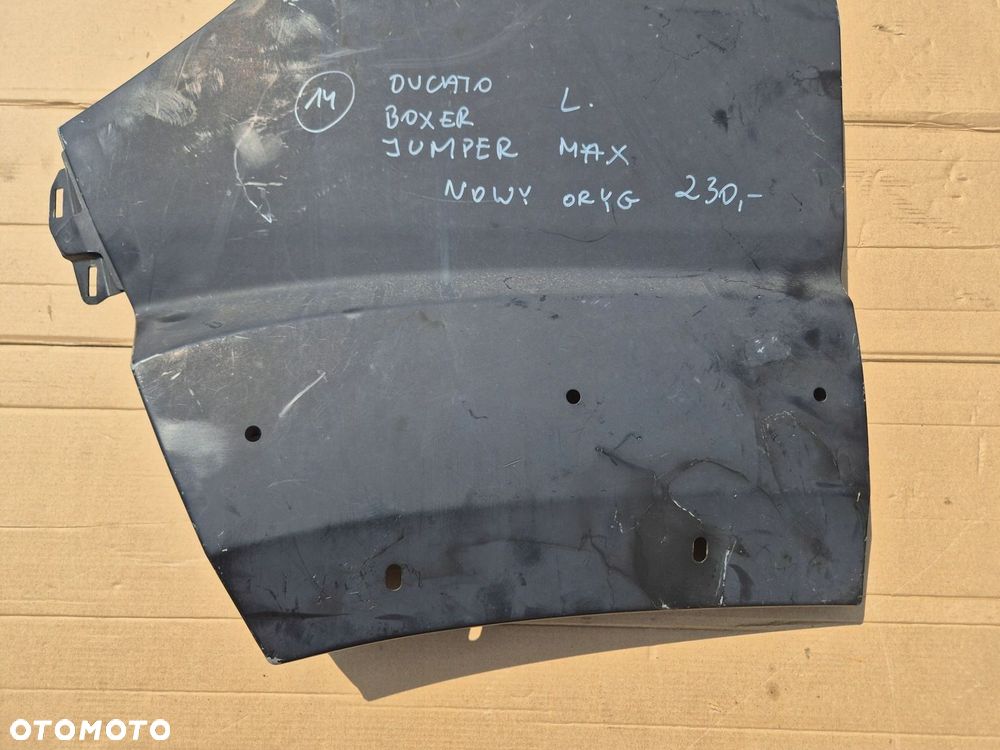 14
DUCATO
BOXER L.
JUMPER MAX
NOWY ORYG 230,-
OTOMOTO